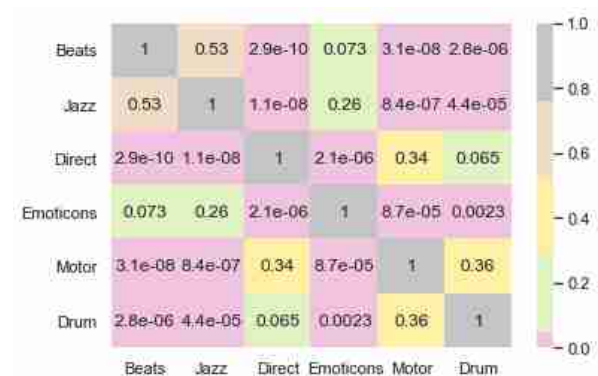 Beats 1 0.53 2.9e-10 0.073 3.1e-08 2.8e-06
Jazz 0.53 1 1.1e-08 0.26 8.4e-07 4.4e-05
Direct 2.9e-10 1.1e-08 1 2.1e-06 0.34 0.065
Emoticons 0.073 0.26 2.1e-06 1 8.7e-05 0.0023
Motor 3.1e-08 8.4e-07 0.34 8.7e-05 1 0.36
Drum 2.8e-06 4.4e-05 0.065 0.0023 0.36 1
Beats Jazz Direct Emoticons Motor Drum
1.0
0.8
0.6
0.4
0.2
0.0